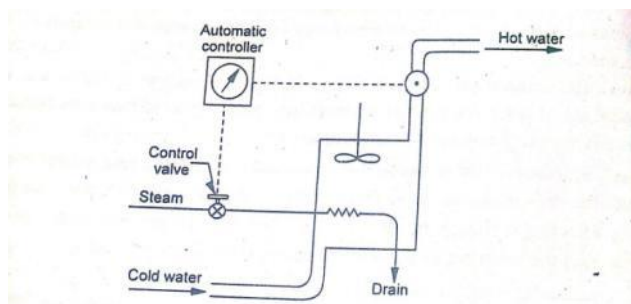 Automatic
controller
Hot water
Control
valve
Steam
Cold water
Drain